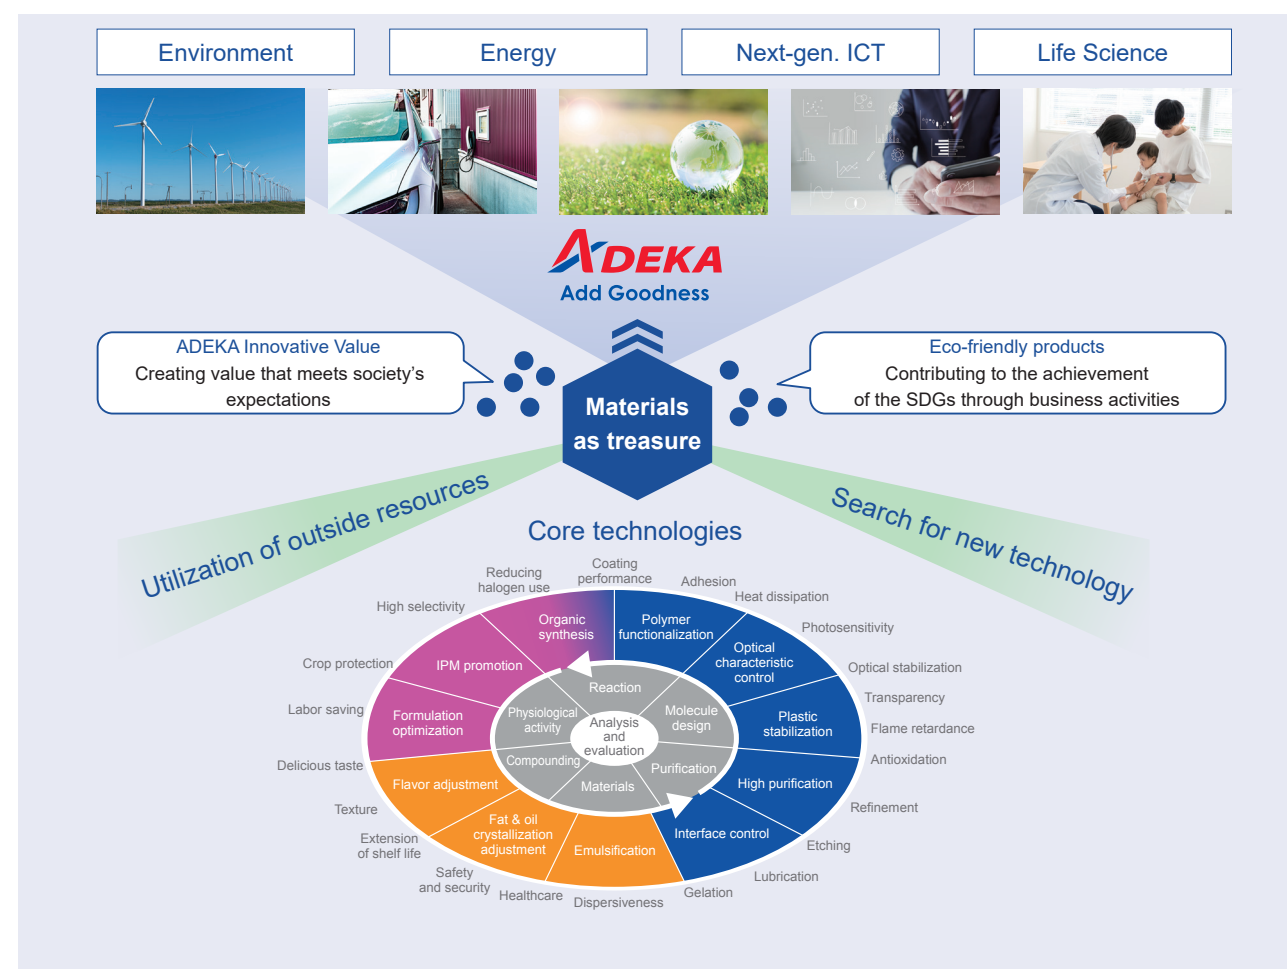 Environment
Energy
Next-gen. ICT
Life Science
ADEKA
Add Goodness
ADEKA Innovative Value
Creating value that meets society’s
expectations
Eco-friendly products
Contributing to the achievement
of the SDGs through business activities
Materials
as treasure
Utilization of outside resources
Search for new technology
Core technologies
Coating
performance
Adhesion
Heat dissipation
Photosensitivity
Optical stabilization
Transparency
Flame retardance
Antioxidation
Refinement
Etching
Lubrication
Gelation
Dispersiveness
Healthcare
Safety
and security
Extension
of shelf life
Texture
Delicious taste
Labor saving
Crop protection
High selectivity
Reducing
halogen use
Organic
synthesis
Polymer
functionalization
Optical
characteristic
control
Plastic
stabilization
High purification
Interface control
Emulsification
Fat & oil
crystallization
adjustment
Flavor adjustment
Formulation
optimization
IPM promotion
Reaction
Molecule
design
Purification
Materials
Compounding
Physiological
activity
Analysis
and
evaluation